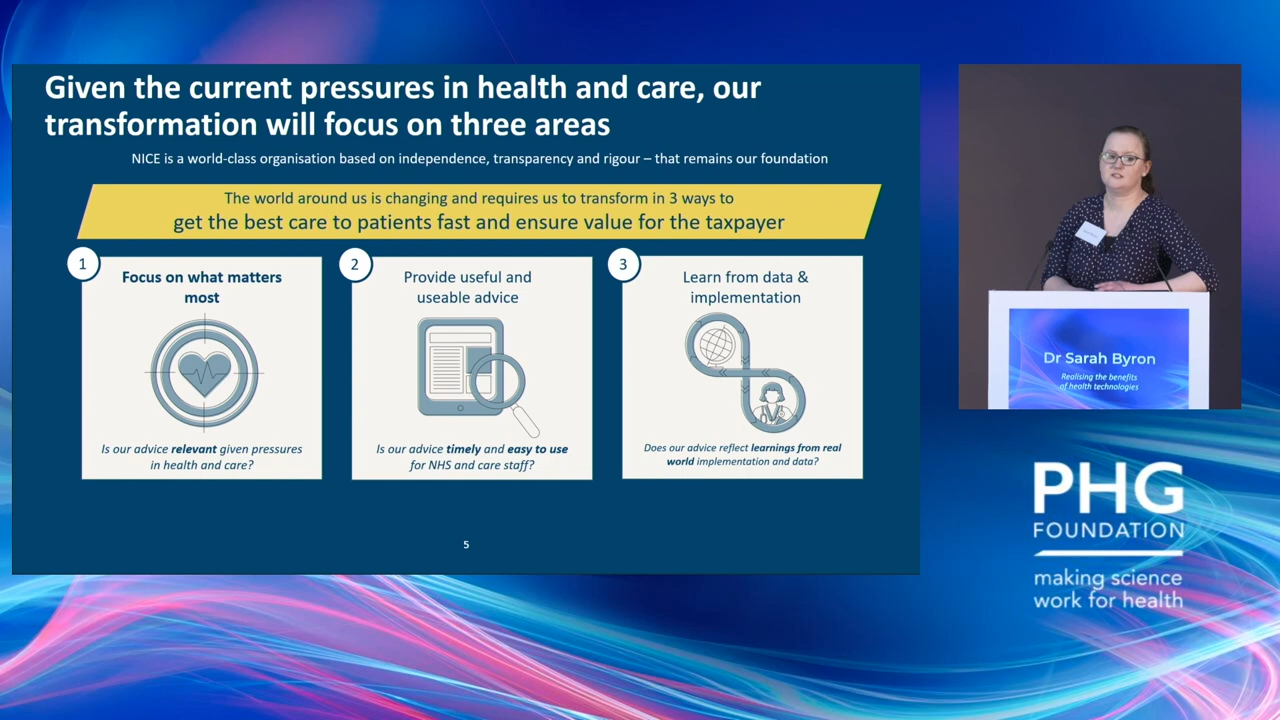 Given the current pressures in health and care, our
transformation will focus on three areas
NICE is a world-class organisation based on independence, transparency and rigour – that remains our foundation
The world around us is changing and requires us to transform in 3 ways to
get the best care to patients fast and ensure value for the taxpayer
1
Focus on what matters
most
Is our advice relevant given pressures
in health and care?
2
Provide useful and
useable advice
Is our advice timely and easy to use
for NHS and care staff?
3
Learn from data &
implementation
Does our advice reflect learnings from real
world implementation and data?
5
Dr Sarah Byron
Realising the benefits
of health technologies
PHG
FOUNDATION
making science
work for health